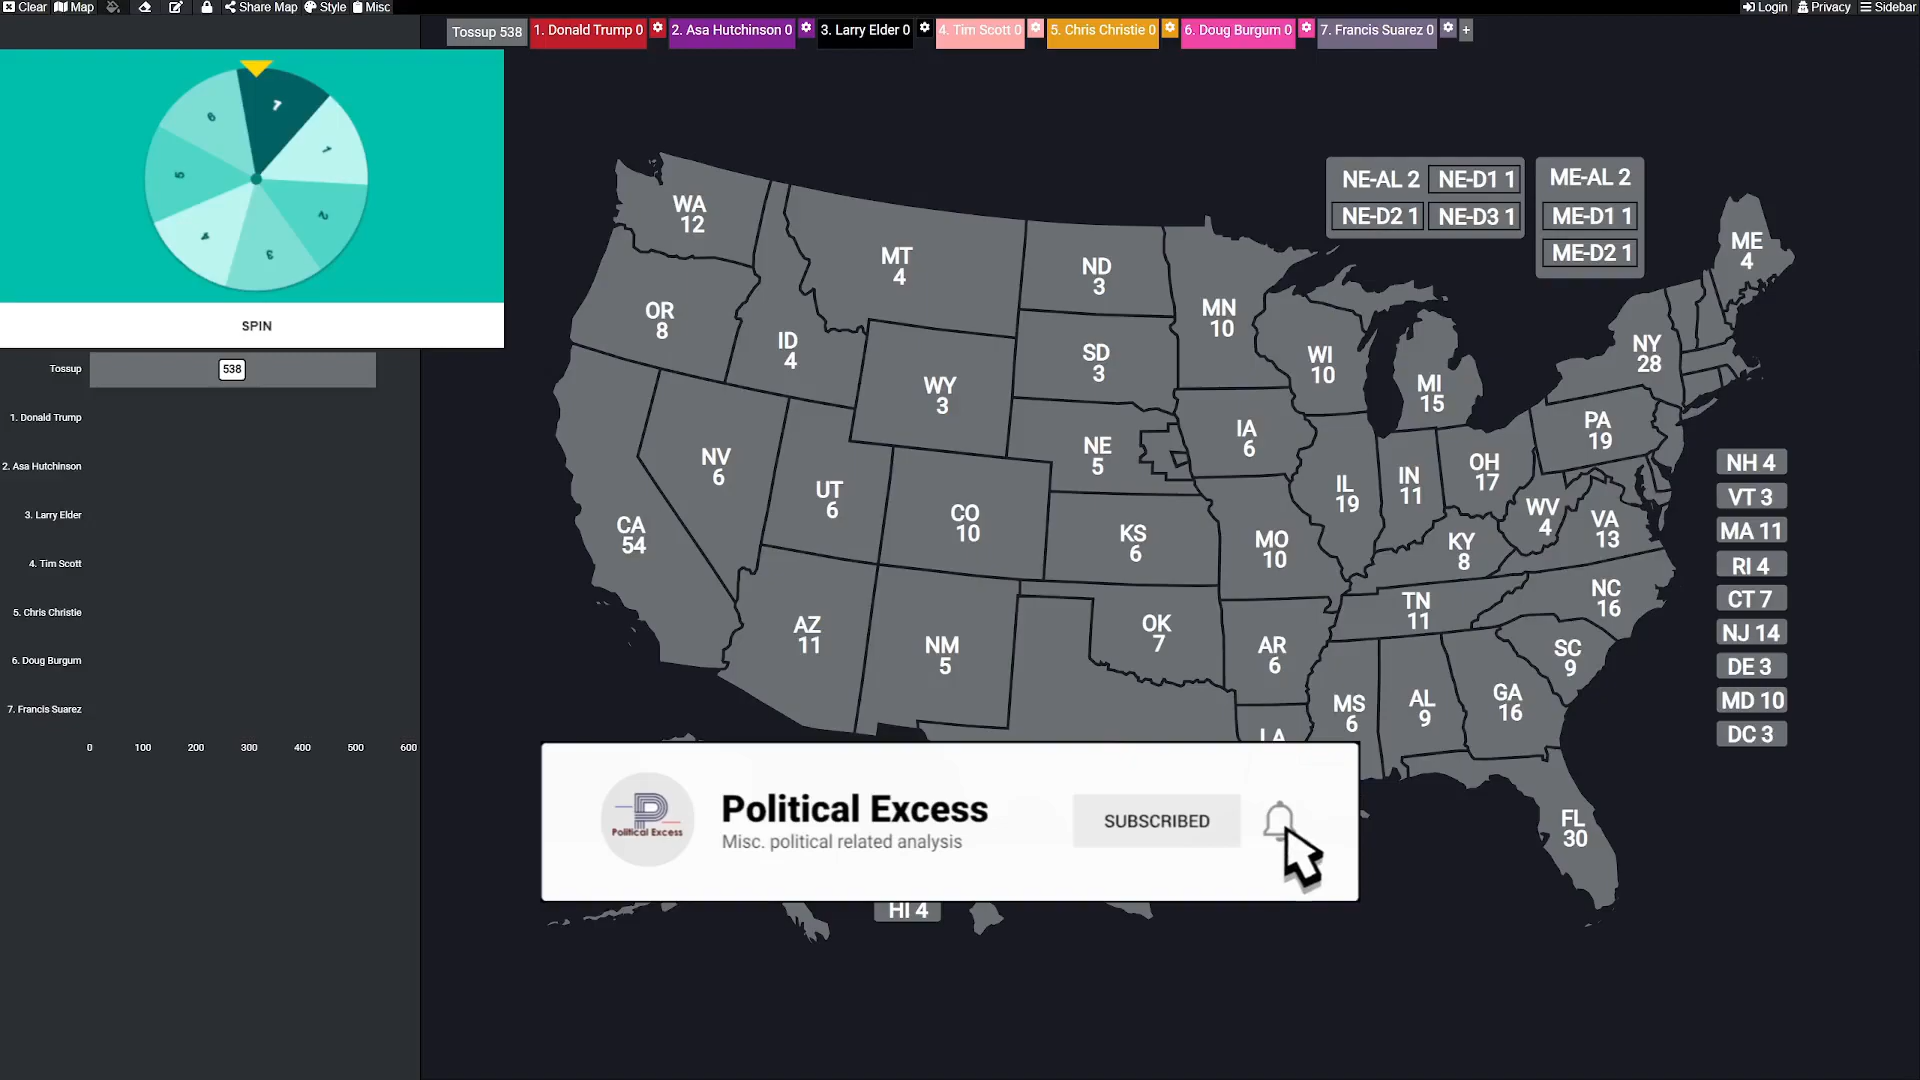 Clear Map Share Map Style Misc
Login Privacy Sidebar
Tossup 538
1. Donald Trump 0
2. Asa Hutchinson 0
3. Larry Elder 0
4. Tim Scott 0
5. Chris Christie 0
6. Doug Burgum 0
7. Francis Suarez 0
+
7
1
2
3
4
5
6
SPIN
Tossup
538
1. Donald Trump
2. Asa Hutchinson
3. Larry Elder
4. Tim Scott
5. Chris Christie
6. Doug Burgum
7. Francis Suarez
0 100 200 300 400 500 600
WA
12
OR
8
CA
54
ID
4
NV
6
MT
4
WY
3
UT
6
AZ
11
CO
10
NM
5
ND
3
SD
3
NE
5
KS
6
OK
7
MN
10
IA
6
MO
10
AR
6
LA
WI
10
IL
19
MI
15
IN
11
OH
17
KY
8
TN
11
MS
6
AL
9
GA
16
FL
30
SC
9
NC
16
VA
13
WV
4
PA
19
NY
28
ME
4
NE-AL 2
NE-D1 1
NE-D2 1
NE-D3 1
ME-AL 2
ME-D1 1
ME-D2 1
NH 4
VT 3
MA 11
RI 4
CT 7
NJ 14
DE 3
MD 10
DC 3
HI 4
Political Excess
Political Excess
Misc. political related analysis
SUBSCRIBED